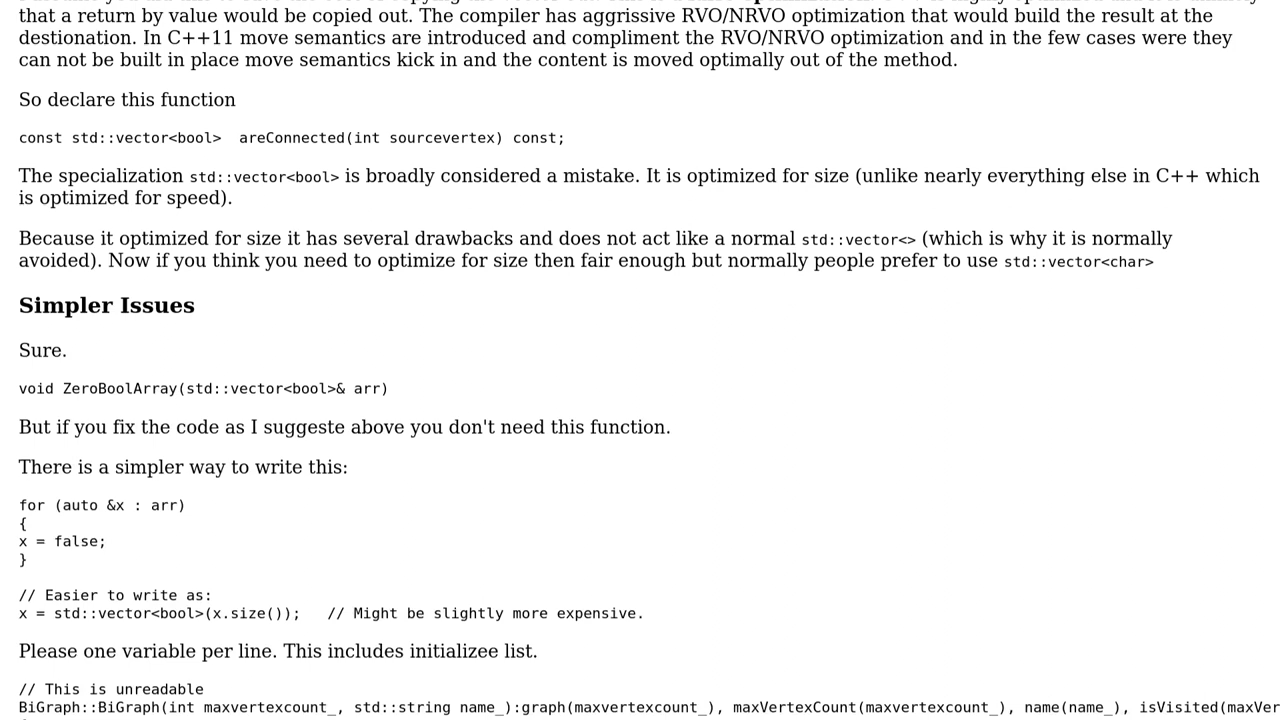 that a return by value would be copied out. The compiler has aggrissive RVO/NRVO optimization that would build the result at the
destionation. In C++11 move semantics are introduced and compliment the RVO/NRVO optimization and in the few cases were they
can not be built in place move semantics kick in and the content is moved optimally out of the method.
So declare this function
const std::vector<bool>  areConnected(int sourcevertex) const;
The specialization std::vector<bool> is broadly considered a mistake. It is optimized for size (unlike nearly everything else in C++ which
is optimized for speed).
Because it optimized for size it has several drawbacks and does not act like a normal std::vector<> (which is why it is normally
avoided). Now if you think you need to optimize for size then fair enough but normally people prefer to use std::vector<char>
Simpler Issues
Sure.
void ZeroBoolArray(std::vector<bool>& arr)
But if you fix the code as I suggeste above you don't need this function.
There is a simpler way to write this:
for (auto &x : arr)
{
x = false;
}
// Easier to write as:
x = std::vector<bool>(x.size());   // Might be slightly more expensive.
Please one variable per line. This includes initializee list.
// This is unreadable
BiGraph::BiGraph(int maxvertexcount_, std::string name_):graph(maxvertexcount_), maxVertexCount(maxvertexcount_), name(name_), isVisited(maxVer